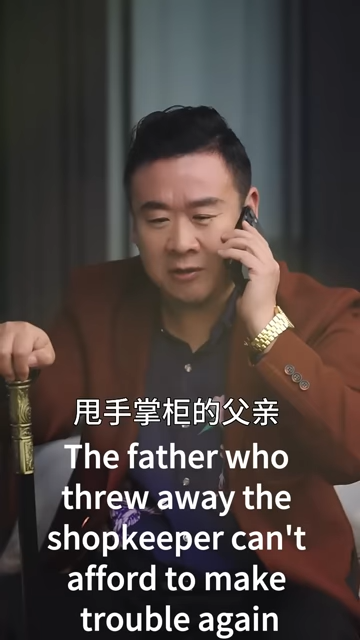 甩手掌柜的父亲
The father who
threw away the
shopkeeper can't
afford to make
trouble again